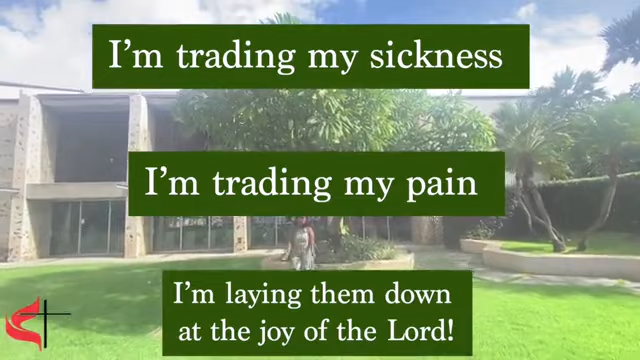 I'm trading my sickness
I'm trading my pain
I'm laying them down
at the joy of the Lord!